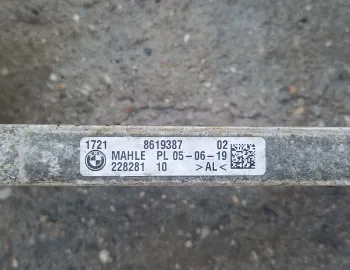 1721 8619387 02
MAHLE PL 05-06-19
228281 10 >AL<